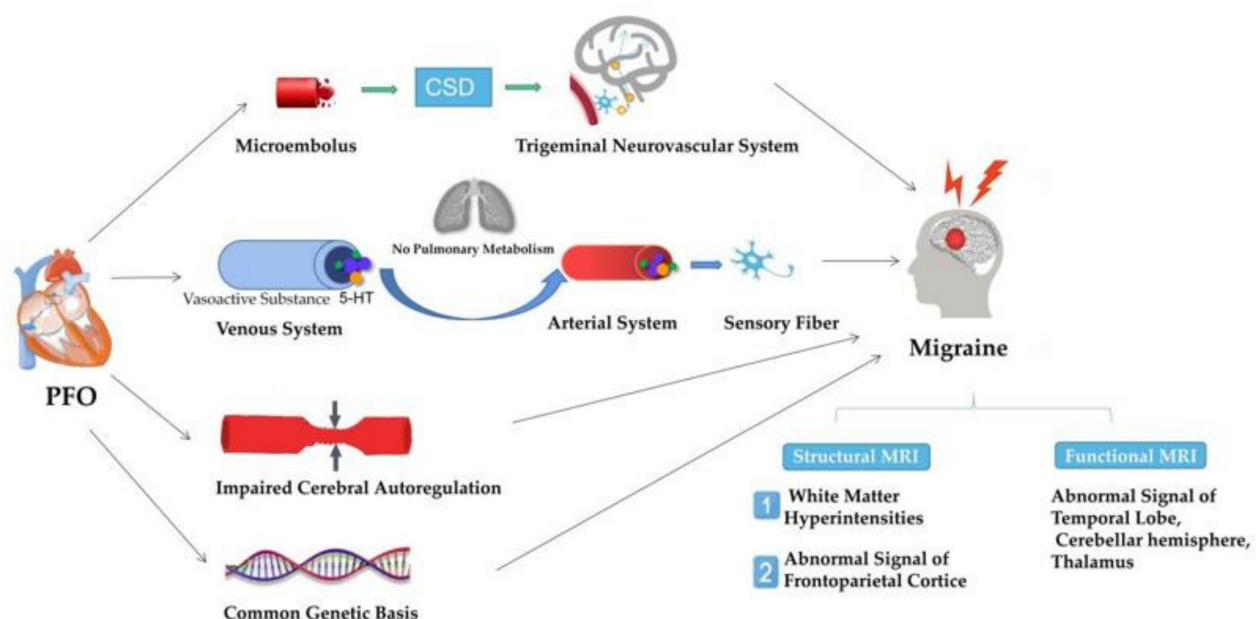 CSD
Microembolus
Trigeminal Neurovascular System
No Pulmonary Metabolism
Vasoactive Substance 5-HT
Venous System
Arterial System
Sensory Fiber
Migraine
PFO
Impaired Cerebral Autoregulation
Common Genetic Basis
Structural MRI
1 White Matter
Hyperintensities
2 Abnormal Signal of
Frontoparietal Cortice
Functional MRI
Abnormal Signal of
Temporal Lobe,
Cerebellar hemisphere,
Thalamus